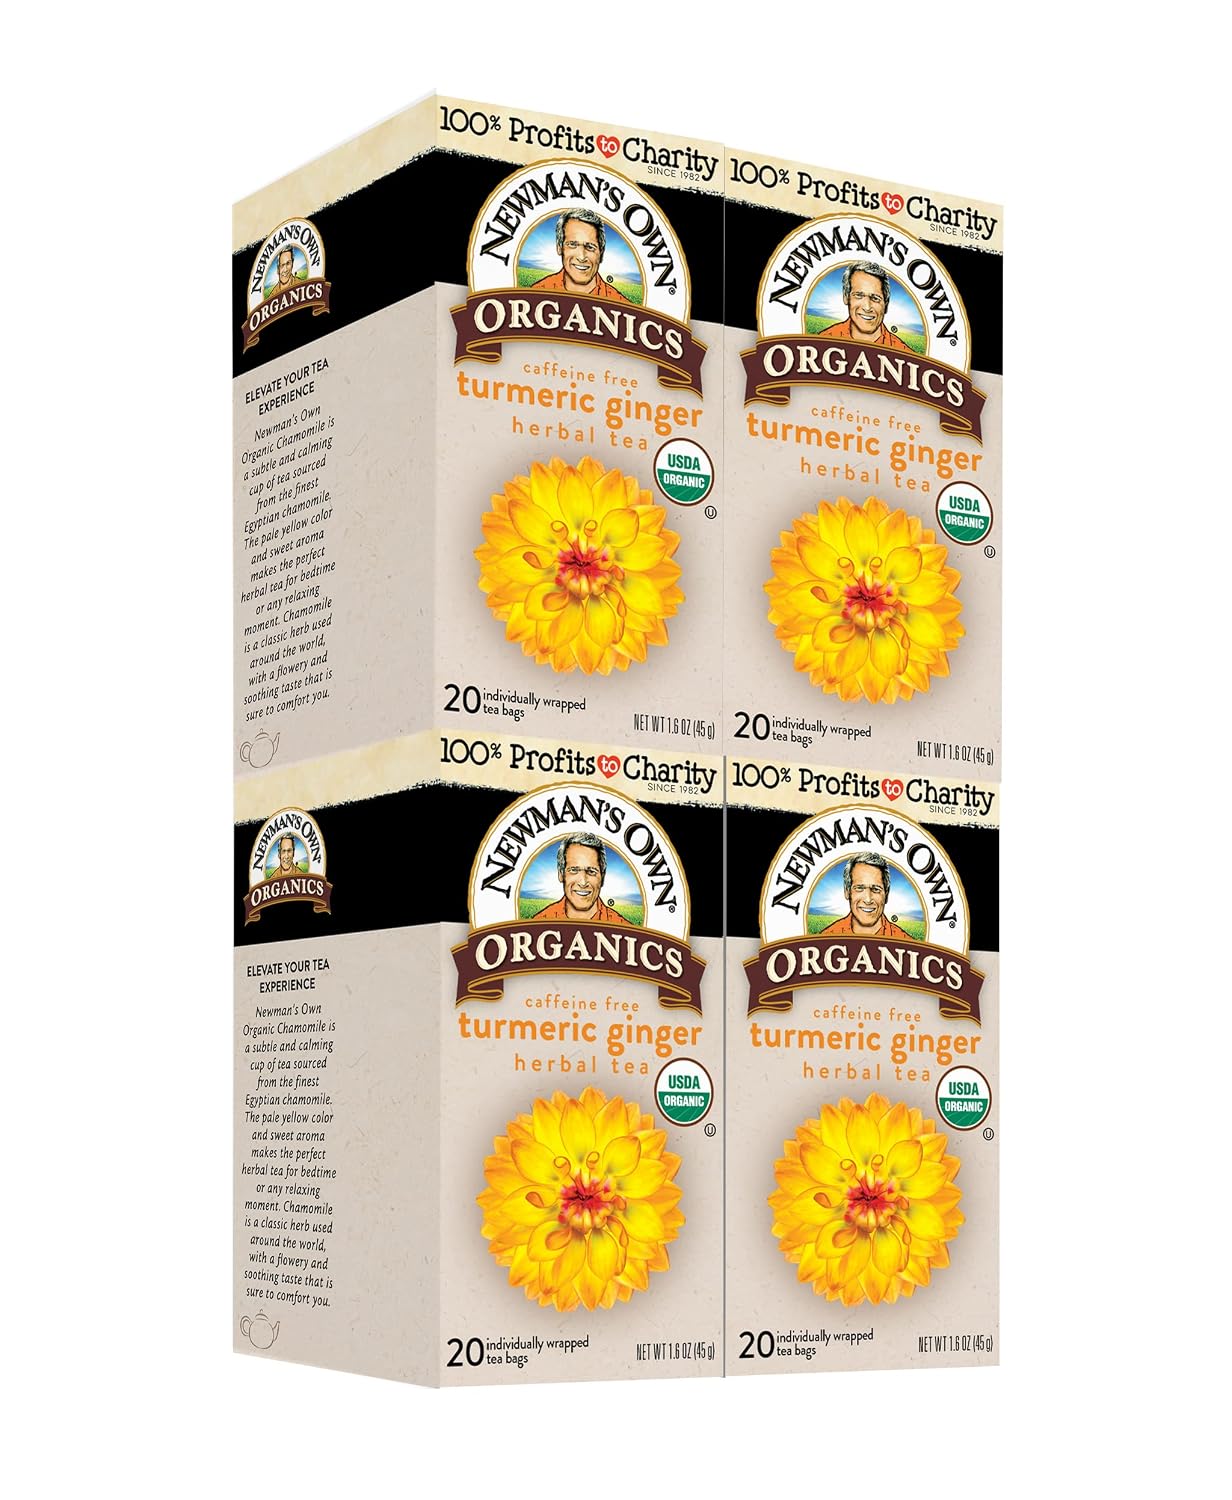 100% Profits to Charity
SINCE 1982
NEWMAN'S OWN®
ORGANICS
caffeine free
turmeric ginger
herbal tea
USDA
ORGANIC
U
20 individually wrapped
tea bags
NET WT 1.6 OZ (45 g)
100% Profits to Charity
SINCE 1982
NEWMAN'S OWN®
ORGANICS
caffeine free
turmeric ginger
herbal tea
USDA
ORGANIC
U
20 individually wrapped
tea bags
NET WT 1.6 OZ (45 g)
NEWMAN'S OWN
ORGANICS
ELEVATE YOUR TEA
EXPERIENCE
Newman's Own
Organic Chamomile is
a subtle and calming
cup of tea sourced
from the finest
Egyptian chamomile.
The pale yellow color
and sweet aroma
makes the perfect
herbal tea for bedtime
or any relaxing
moment. Chamomile
is a classic herb used
around the world,
with a flowery and
soothing taste that is
sure to comfort you.
100% Profits to Charity
SINCE 1982
NEWMAN'S OWN®
ORGANICS
caffeine free
turmeric ginger
herbal tea
USDA
ORGANIC
U
20 individually wrapped
tea bags
NET WT 1.6 OZ (45 g)
100% Profits to Charity
SINCE 1982
NEWMAN'S OWN®
ORGANICS
caffeine free
turmeric ginger
herbal tea
USDA
ORGANIC
U
20 individually wrapped
tea bags
NET WT 1.6 OZ (45 g)
NEWMAN'S OWN
ORGANICS
ELEVATE YOUR TEA
EXPERIENCE
Newman's Own
Organic Chamomile is
a subtle and calming
cup of tea sourced
from the finest
Egyptian chamomile.
The pale yellow color
and sweet aroma
makes the perfect
herbal tea for bedtime
or any relaxing
moment. Chamomile
is a classic herb used
around the world,
with a flowery and
soothing taste that is
sure to comfort you.